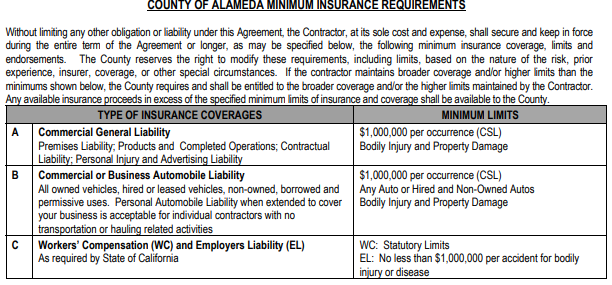 COUNTY OF ALAMEDA MINIMUM INSURANCE REQUIREMENTS
Without limiting any other obligation or liability under this Agreement, the Contractor, at its sole cost and expense, shall secure and keep in force
during the entire term of the Agreement or longer, as may be specified below, the following minimum insurance coverage, limits and
endorsements. The County reserves the right to modify these requirements, including limits, based on the nature of the risk, prior
experience, insurer, coverage, or other special circumstances. If the contractor maintains broader coverage and/or higher limits than the
minimums shown below, the County requires and shall be entitled to the broader coverage and/or the higher limits maintained by the Contractor.
Any available insurance proceeds in excess of the specified minimum limits of insurance and coverage shall be available to the County.
TYPE OF INSURANCE COVERAGES MINIMUM LIMITS
A Commercial General Liability $1,000,000 per occurrence (CSL)
Premises Liability; Products and Completed Operations; Contractual Bodily Injury and Property Damage
Liability; Personal Injury and Advertising Liability
B Commercial or Business Automobile Liability $1,000,000 per occurrence (CSL)
All owned vehicles, hired or leased vehicles, non-owned, borrowed and Any Auto or Hired and Non-Owned Autos
permissive uses. Personal Automobile Liability when extended to cover Bodily Injury and Property Damage
your business is acceptable for individual contractors with no
transportation or hauling related activities
C Workers' Compensation (WC) and Employers Liability (EL) WC: Statutory Limits
As required by State of California EL: No less than $1,000,000 per accident for bodily
injury or disease